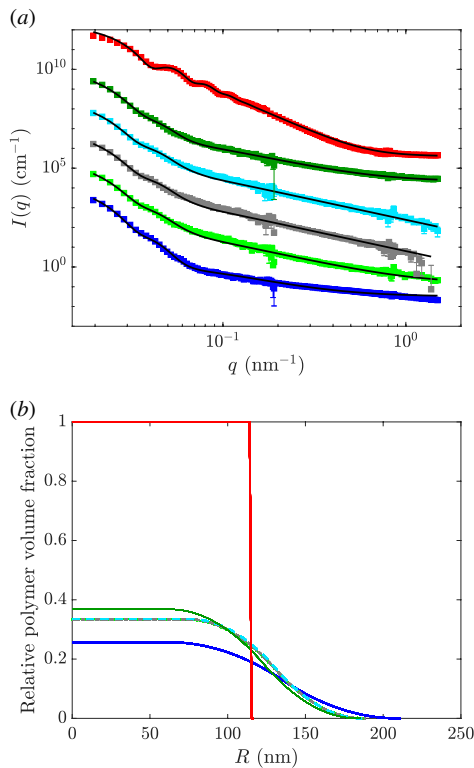 (a)
10^10
10^5
10^0
I(q) (cm^−1)
10^−1
10^0
q (nm^−1)
(b)
1
0.8
0.6
0.4
0.2
0
Relative polymer volume fraction
0 50 100 150 200 250
R (nm)